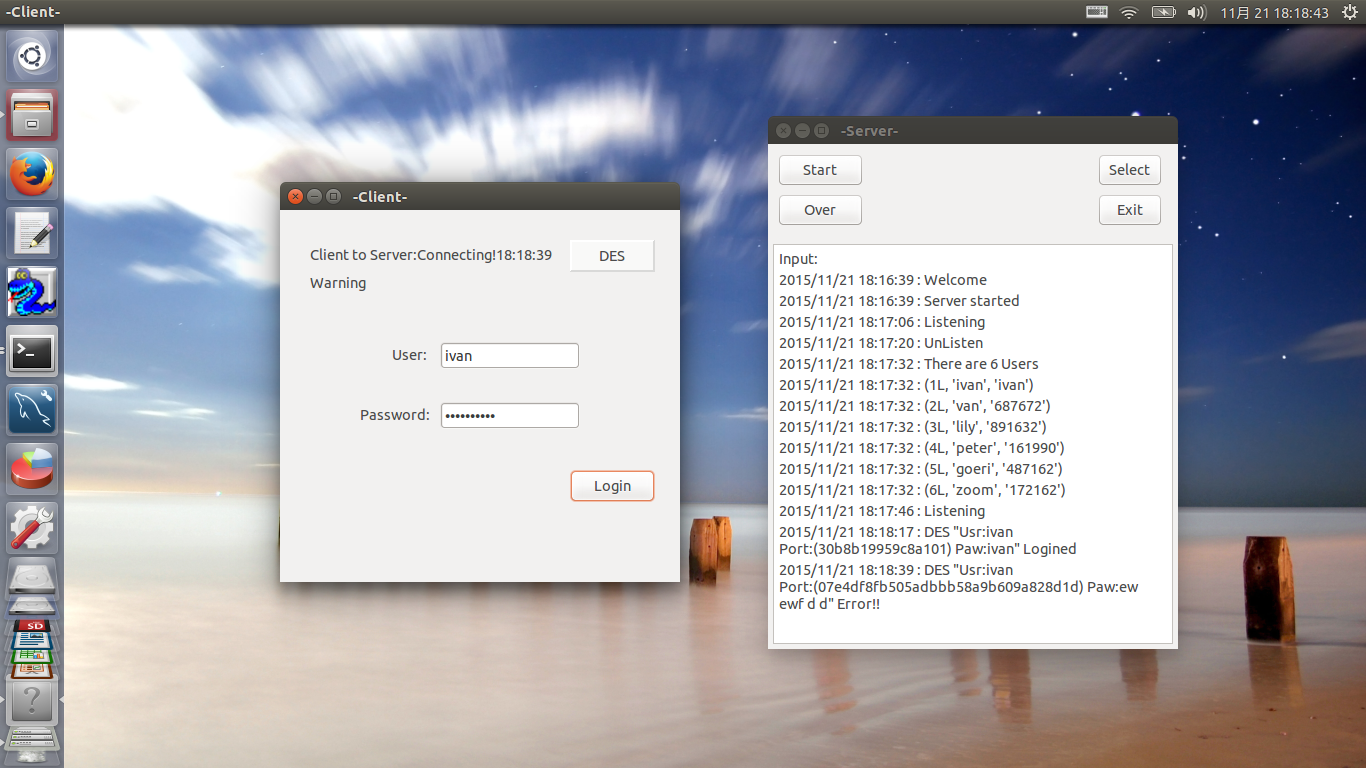 -Client-
11月 21 18:18:43
-Client-
Client to Server:Connecting!18:18:39
DES
Warning
User:
ivan
Password:
••••••••••
Login
-Server-
Start
Select
Over
Exit
Input:
2015/11/21 18:16:39 : Welcome
2015/11/21 18:16:39 : Server started
2015/11/21 18:17:06 : Listening
2015/11/21 18:17:20 : UnListen
2015/11/21 18:17:32 : There are 6 Users
2015/11/21 18:17:32 : (1L, 'ivan', 'ivan')
2015/11/21 18:17:32 : (2L, 'van', '687672')
2015/11/21 18:17:32 : (3L, 'lily', '891632')
2015/11/21 18:17:32 : (4L, 'peter', '161990')
2015/11/21 18:17:32 : (5L, 'goeri', '487162')
2015/11/21 18:17:32 : (6L, 'zoom', '172162')
2015/11/21 18:17:46 : Listening
2015/11/21 18:18:17 : DES "Usr:ivan
Port:(30b8b19959c8a101) Paw:ivan" Logined
2015/11/21 18:18:39 : DES "Usr:ivan
Port:(07e4df8fb505adbbb58a9b609a828d1d) Paw:ew
ewf d d" Error!!
SD